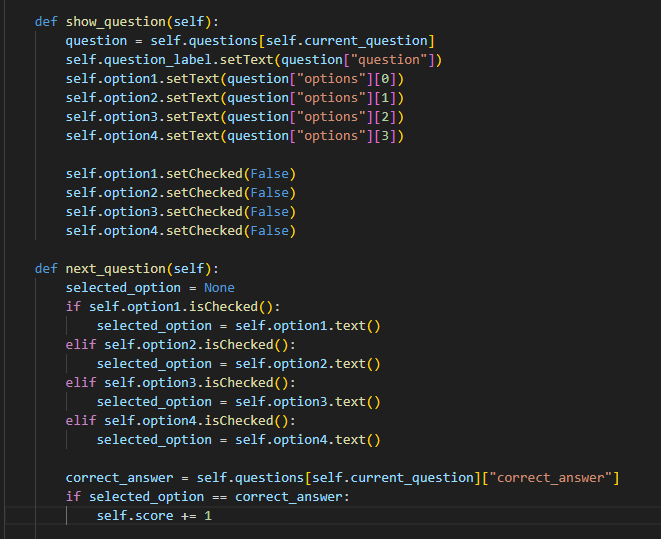 def show_question(self):
    question = self.questions[self.current_question]
    self.question_label.setText(question["question"])
    self.option1.setText(question["options"][0])
    self.option2.setText(question["options"][1])
    self.option3.setText(question["options"][2])
    self.option4.setText(question["options"][3])

    self.option1.setChecked(False)
    self.option2.setChecked(False)
    self.option3.setChecked(False)
    self.option4.setChecked(False)

def next_question(self):
    selected_option = None
    if self.option1.isChecked():
        selected_option = self.option1.text()
    elif self.option2.isChecked():
        selected_option = self.option2.text()
    elif self.option3.isChecked():
        selected_option = self.option3.text()
    elif self.option4.isChecked():
        selected_option = self.option4.text()

    correct_answer = self.questions[self.current_question]["correct_answer"]
    if selected_option == correct_answer:
        self.score += 1